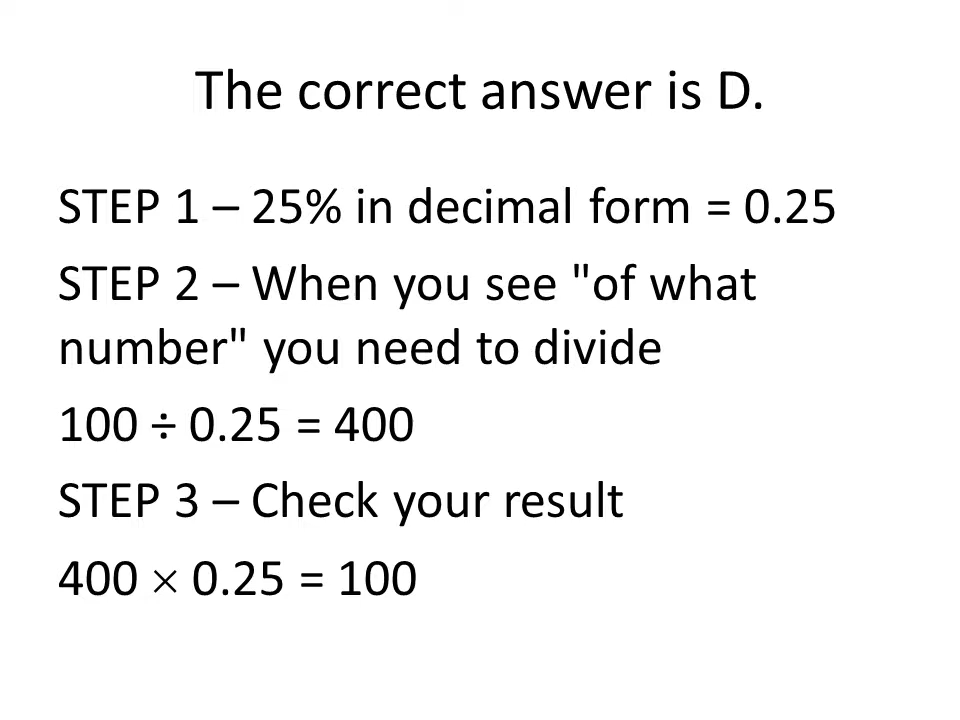 The correct answer is D.
STEP 1 – 25% in decimal form = 0.25
STEP 2 – When you see "of what
number" you need to divide
100 ÷ 0.25 = 400
STEP 3 – Check your result
400 × 0.25 = 100